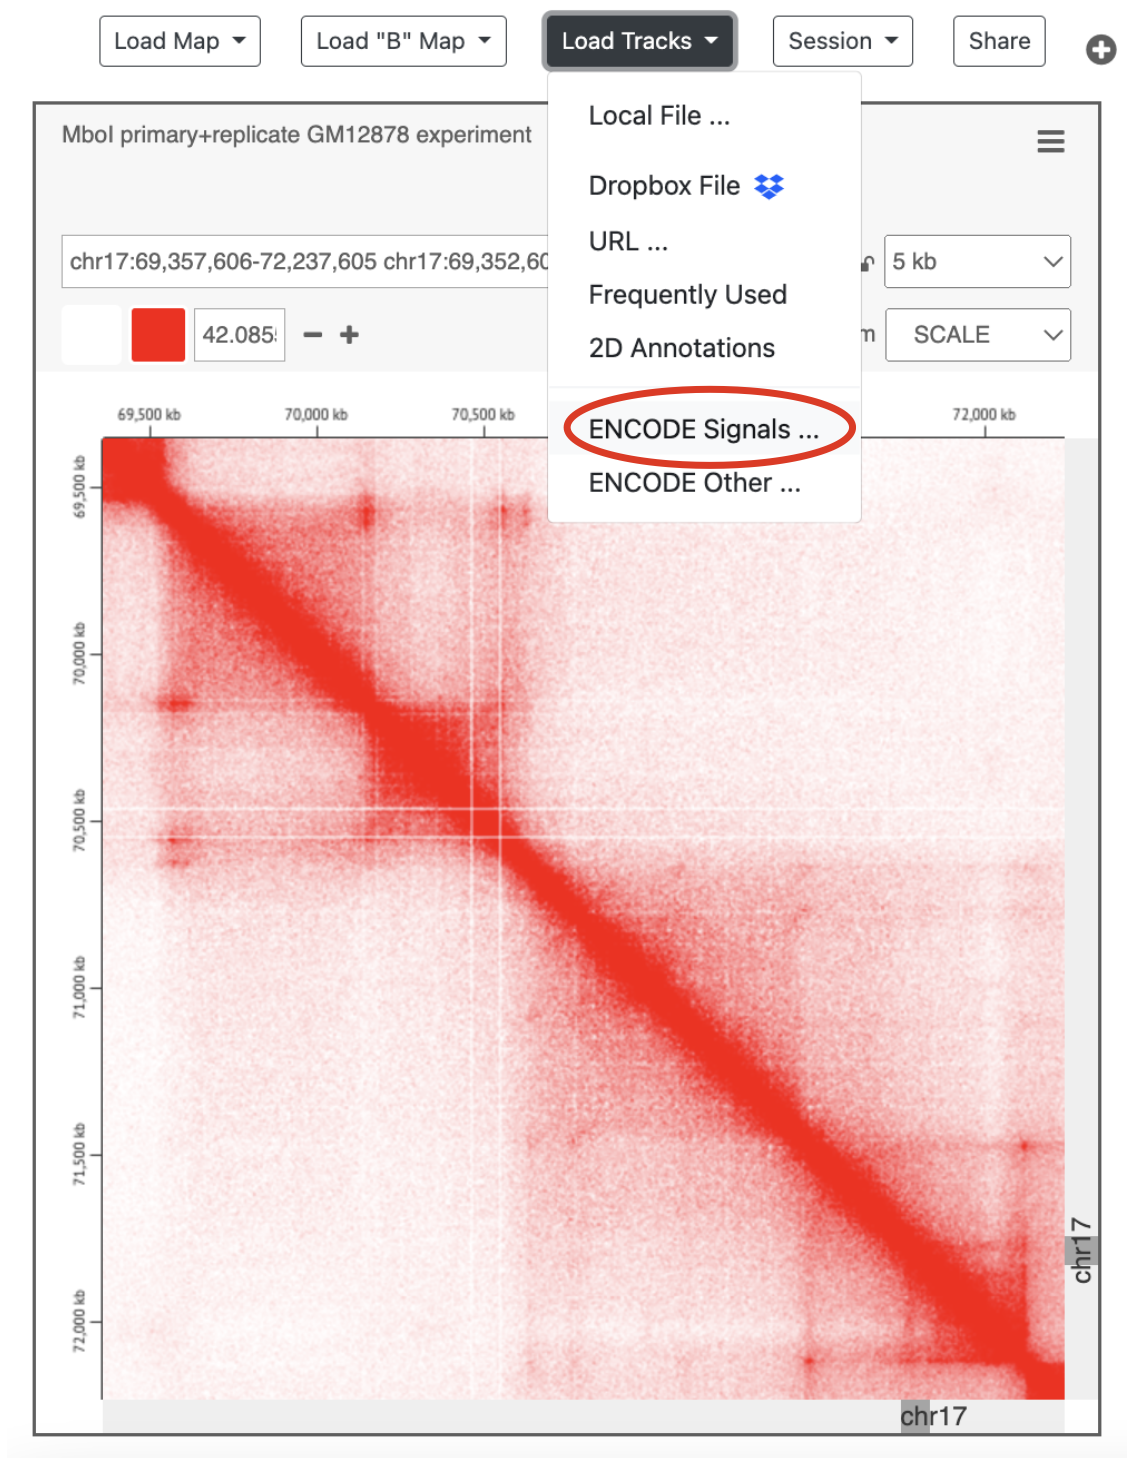 Load Map
Load "B" Map
Load Tracks
Session
Share
MboI primary+replicate GM12878 experiment
Local File ...
Dropbox File
URL ...
Frequently Used
2D Annotations
ENCODE Signals ...
ENCODE Other ...
chr17:69,357,606-72,237,605 chr17:69,352,60
5 kb
42.085
m
SCALE
69,500 kb
70,000 kb
70,500 kb
72,000 kb
69,500 kb
70,000 kb
70,500 kb
71,000 kb
71,500 kb
72,000 kb
chr17
chr17